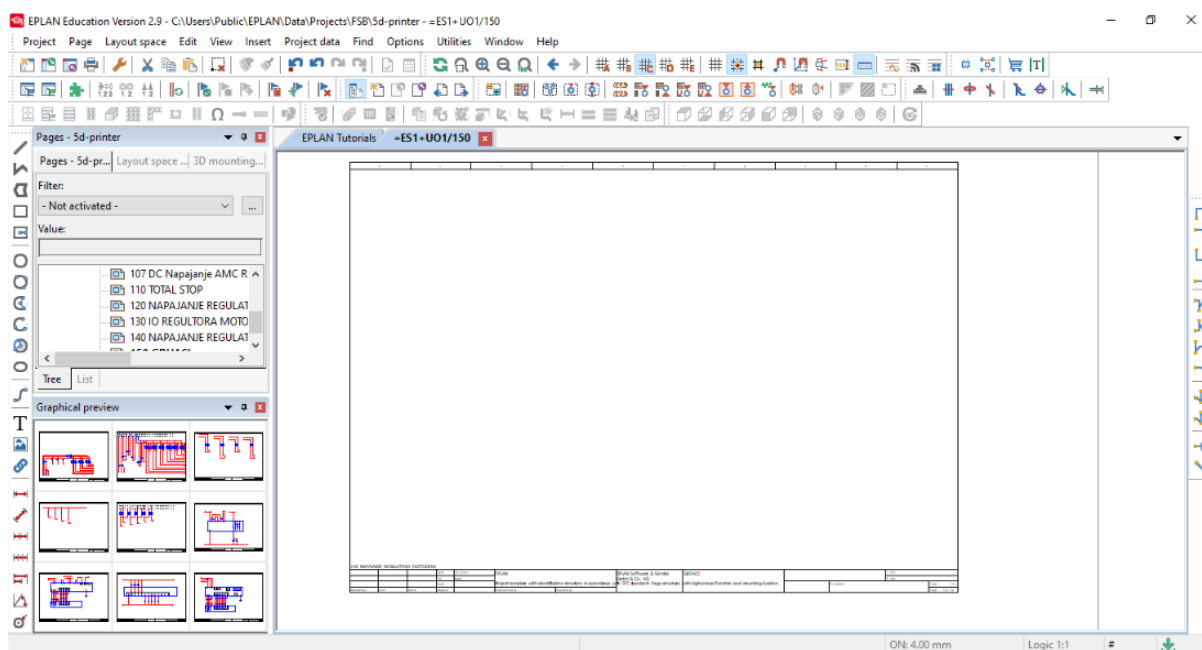 EPLAN Education Version 2.9 - C:\Users\Public\EPLAN\Data\Projects\FSB\5d-printer - =ES1+UO1/150
Project Page Layout space Edit View Insert Project data Find Options Utilities Window Help
Pages - 5d-printer
EPLAN Tutorials =ES1+UO1/150
Pages - 5d-pr... Layout space ... 3D mounting...
Filter:
- Not activated -
...
Value:
107 DC Napajanje AMC R
110 TOTAL STOP
120 NAPAJANJE REGULAT
130 IO REGULTORA MOTO
140 NAPAJANJE REGULAT
Tree List
Graphical preview
ON: 4.00 mm Logic 1:1 #